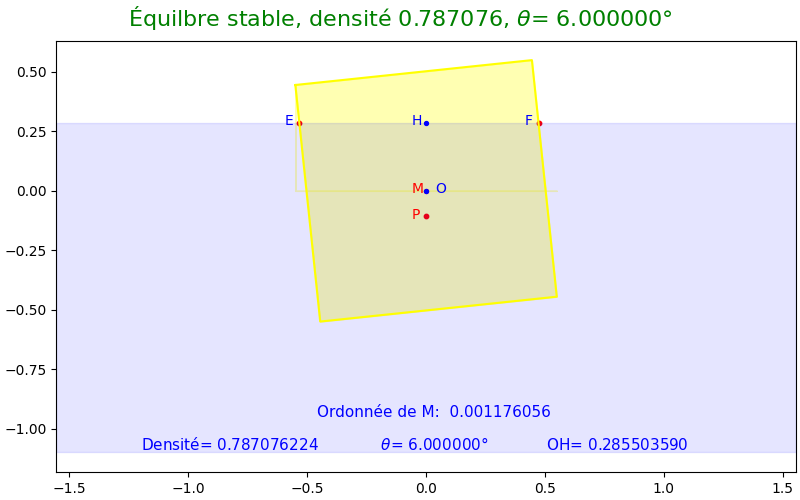 Équilbre stable, densité 0.787076, θ= 6.000000°
0.50
0.25
0.00
−0.25
−0.50
−0.75
−1.00
E H F
M O
P
Ordonnée de M: 0.001176056
Densité= 0.787076224 θ= 6.000000° OH= 0.285503590
−1.5 −1.0 −0.5 0.0 0.5 1.0 1.5